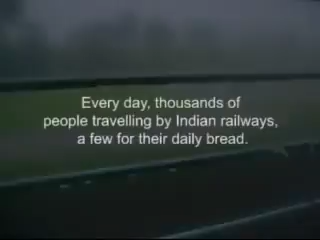 Every day, thousands of
people travelling by Indian railways,
a few for their daily bread.